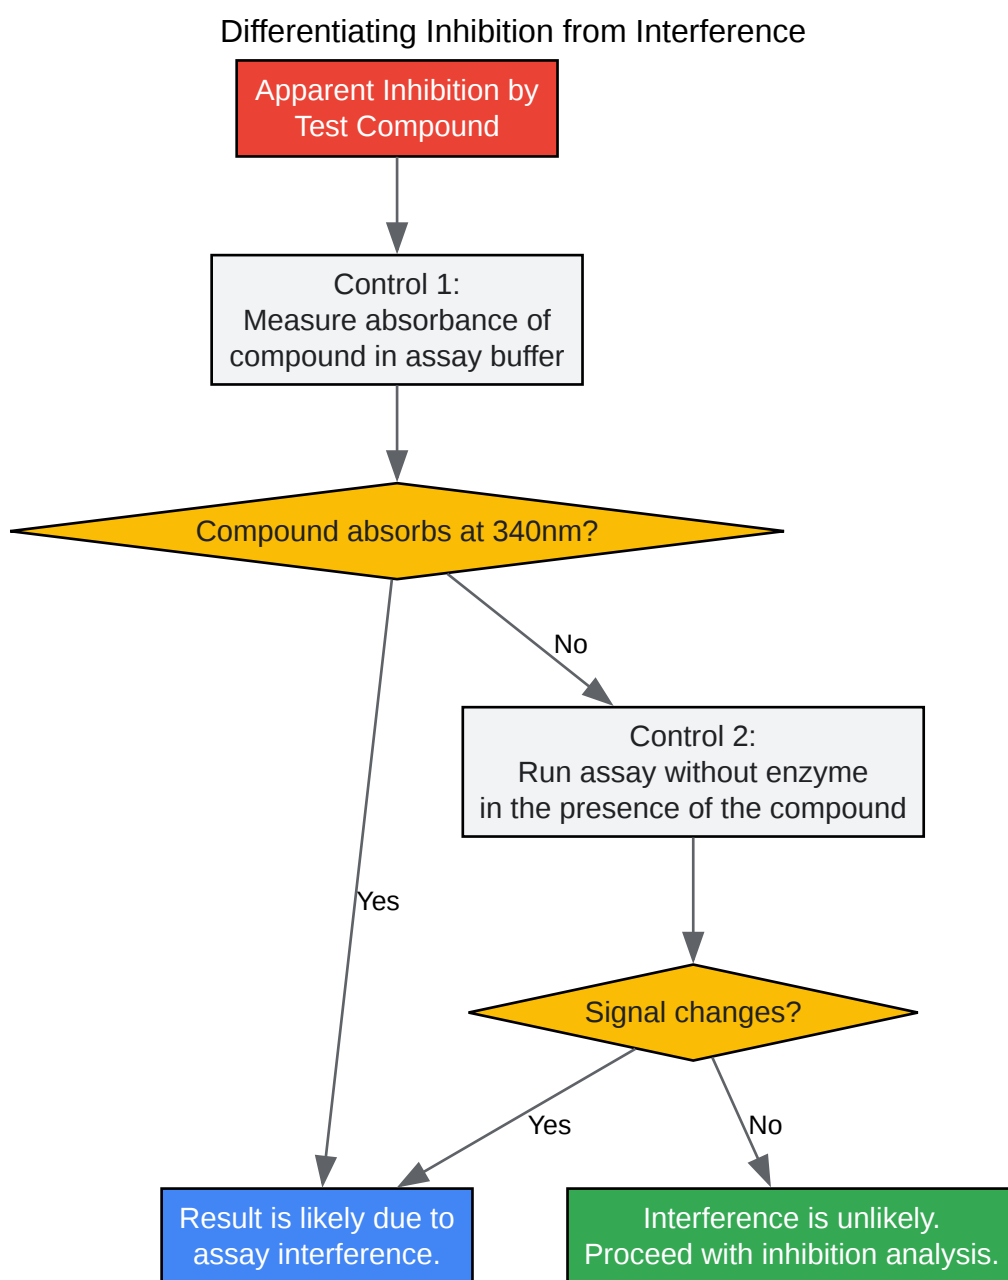 Differentiating Inhibition from Interference
Apparent Inhibition by
Test Compound
Control 1:
Measure absorbance of
compound in assay buffer
Compound absorbs at 340nm?
No
Control 2:
Run assay without enzyme
in the presence of the compound
Yes
Signal changes?
Yes
No
Result is likely due to
assay interference.
Interference is unlikely.
Proceed with inhibition analysis.